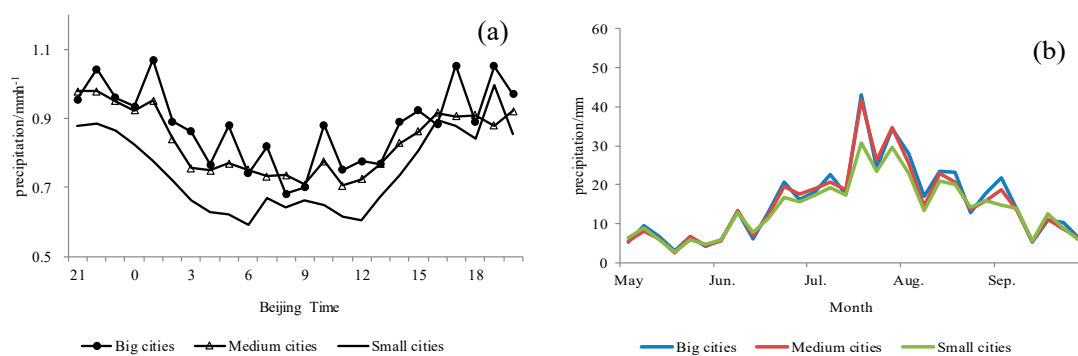 (a)
precipitation/mmh⁻¹
1.1
0.9
0.7
0.5
21 0 3 6 9 12 15 18
Beijing Time
Big cities Medium cities Small cities
(b)
precipitation/mm
60
50
40
30
20
10
0
May Jun. Jul. Aug. Sep.
Month
Big cities Medium cities Small cities